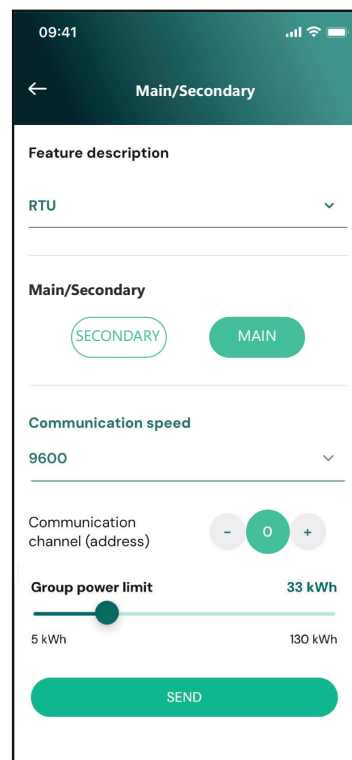 09:41
Main/Secondary
Feature description
RTU
Main/Secondary
SECONDARY MAIN
Communication speed
9600
Communication
channel (address)
- 0 +
Group power limit 33 kWh
5 kWh 130 kWh
SEND